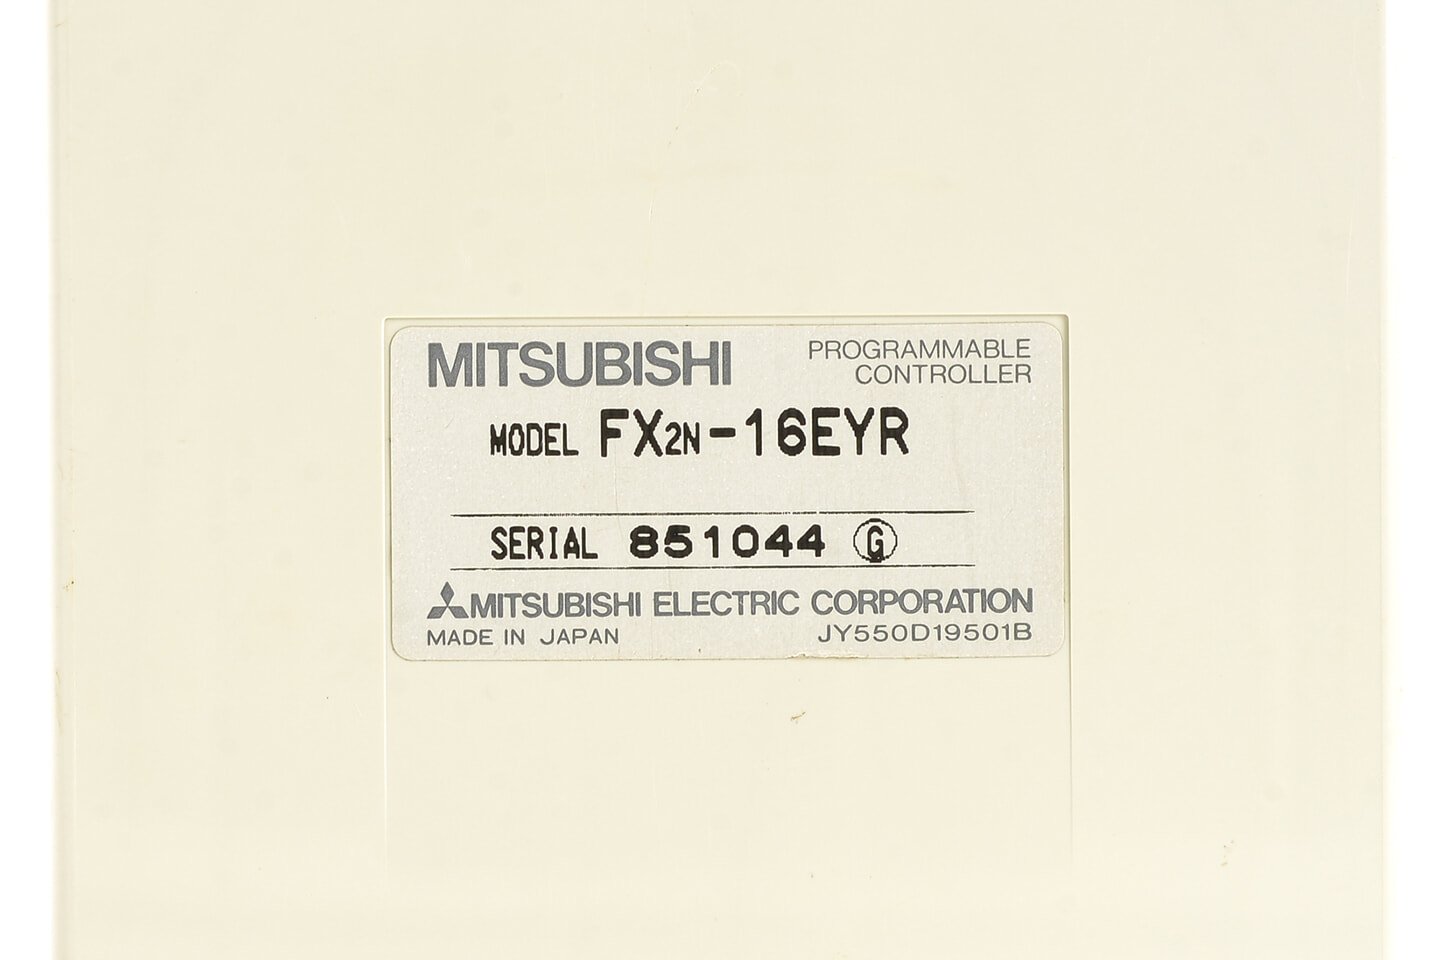 MITSUBISHI
PROGRAMMABLE
CONTROLLER
MODEL FX2N-16EYR
SERIAL 851044 Ⓖ
MITSUBISHI ELECTRIC CORPORATION
MADE IN JAPAN
JY550D19501B